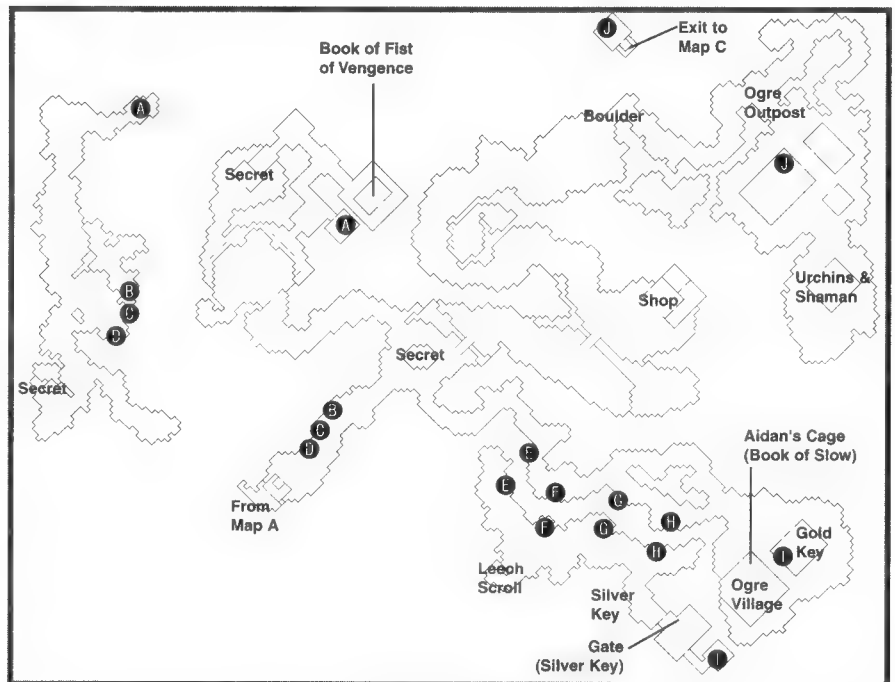 J
Exit to
Map C
Book of Fist
of Vengence
A
Ogre
Outpost
Boulder
J
Secret
A
B
C
D
Urchins &
Shaman
Shop
Secret
Secret
B
C
D
Aidan's Cage
(Book of Slow)
E
E
F
G
H
From
Map A
F
G
H
Gold
Key
I
Leech
Scroll
Silver
Key
Ogre
Village
Gate
(Silver Key)
I